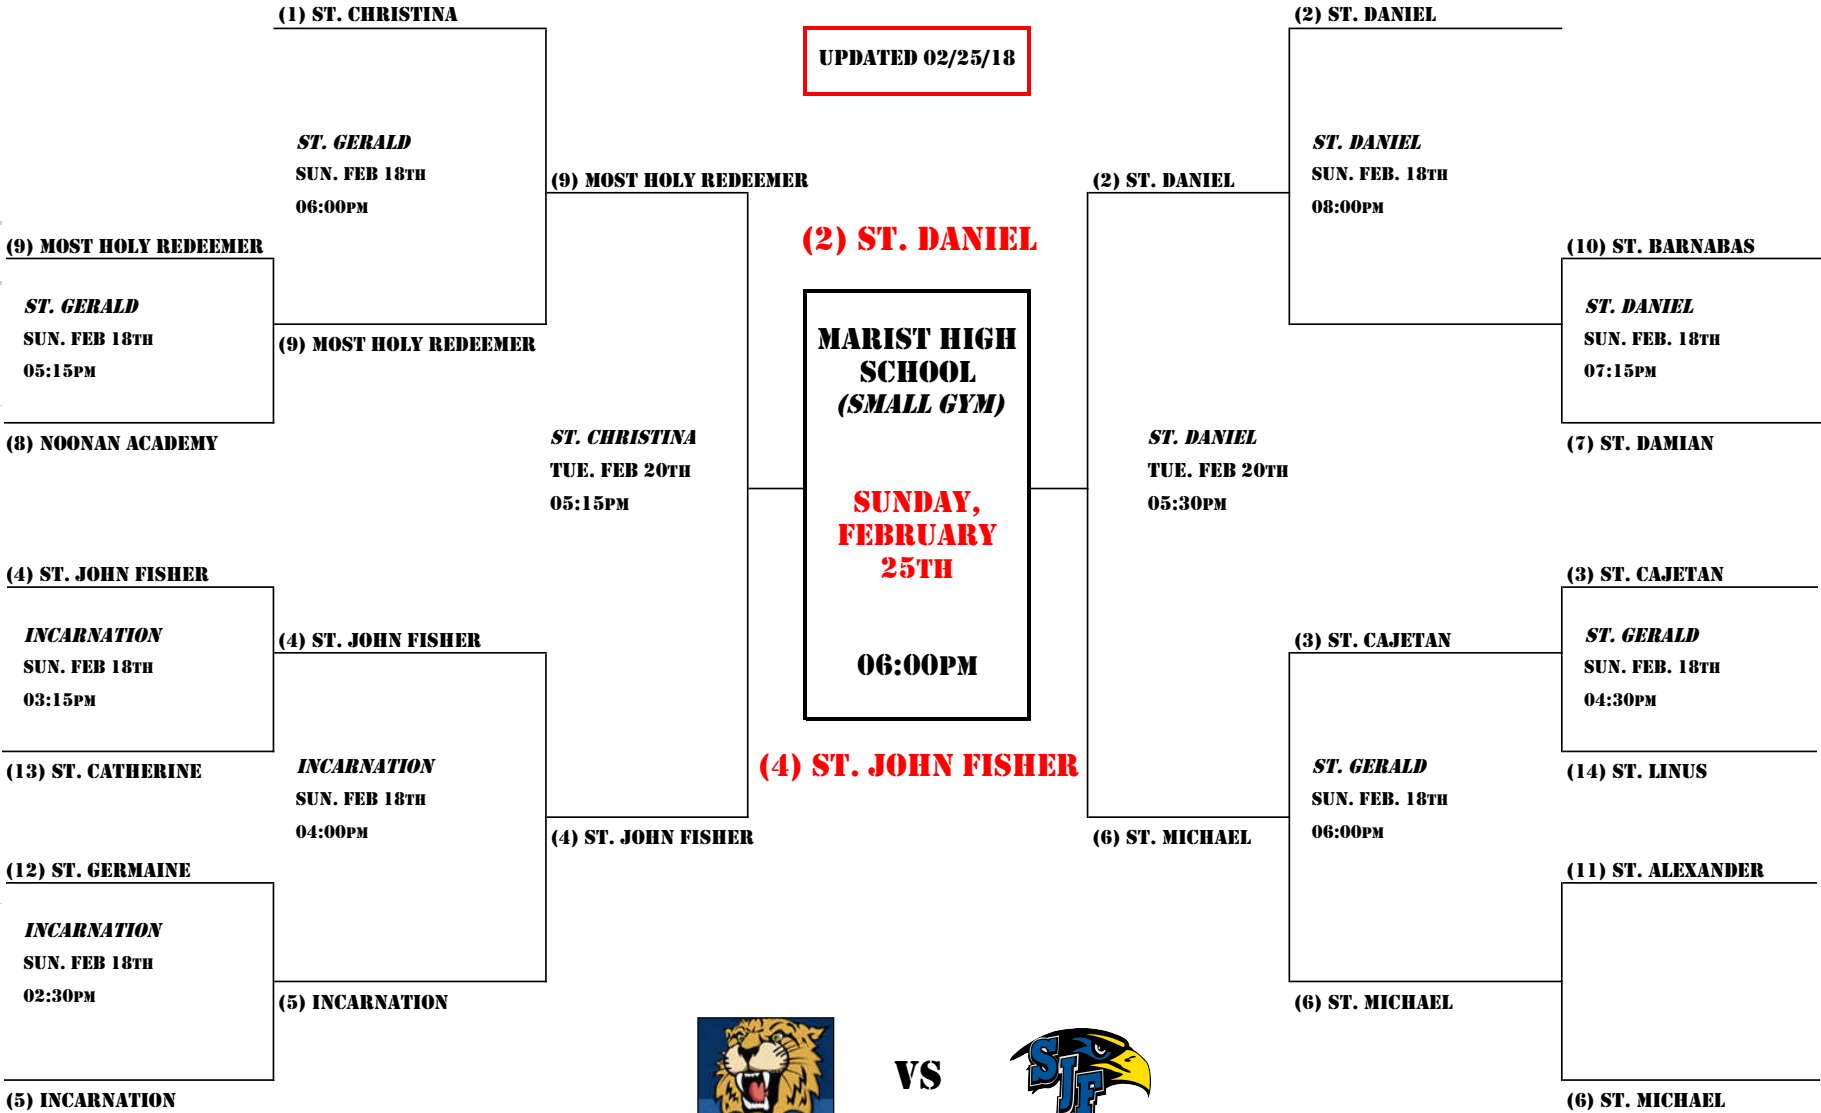 (1) ST. CHRISTINA
(2) ST. DANIEL
UPDATED 02/25/18
ST. GERALD
SUN. FEB 18TH
06:00PM
ST. DANIEL
SUN. FEB. 18TH
08:00PM
(9) MOST HOLY REDEEMER
(2) ST. DANIEL
(2) ST. DANIEL
(9) MOST HOLY REDEEMER
(10) ST. BARNABAS
ST. GERALD
SUN. FEB 18TH
05:15PM
ST. DANIEL
SUN. FEB. 18TH
07:15PM
(9) MOST HOLY REDEEMER
MARIST HIGH
SCHOOL
(SMALL GYM)
(8) NOONAN ACADEMY
(7) ST. DAMIAN
ST. CHRISTINA
TUE. FEB 20TH
05:15PM
ST. DANIEL
TUE. FEB 20TH
05:30PM
SUNDAY,
FEBRUARY
25TH
(4) ST. JOHN FISHER
(3) ST. CAJETAN
INCARNATION
SUN. FEB 18TH
03:15PM
(4) ST. JOHN FISHER
(3) ST. CAJETAN
ST. GERALD
SUN. FEB. 18TH
04:30PM
06:00PM
(13) ST. CATHERINE
INCARNATION
SUN. FEB 18TH
04:00PM
(4) ST. JOHN FISHER
ST. GERALD
SUN. FEB. 18TH
06:00PM
(14) ST. LINUS
(4) ST. JOHN FISHER
(6) ST. MICHAEL
(12) ST. GERMAINE
(11) ST. ALEXANDER
INCARNATION
SUN. FEB 18TH
02:30PM
(5) INCARNATION
(6) ST. MICHAEL
VS
SJF
(5) INCARNATION
(6) ST. MICHAEL